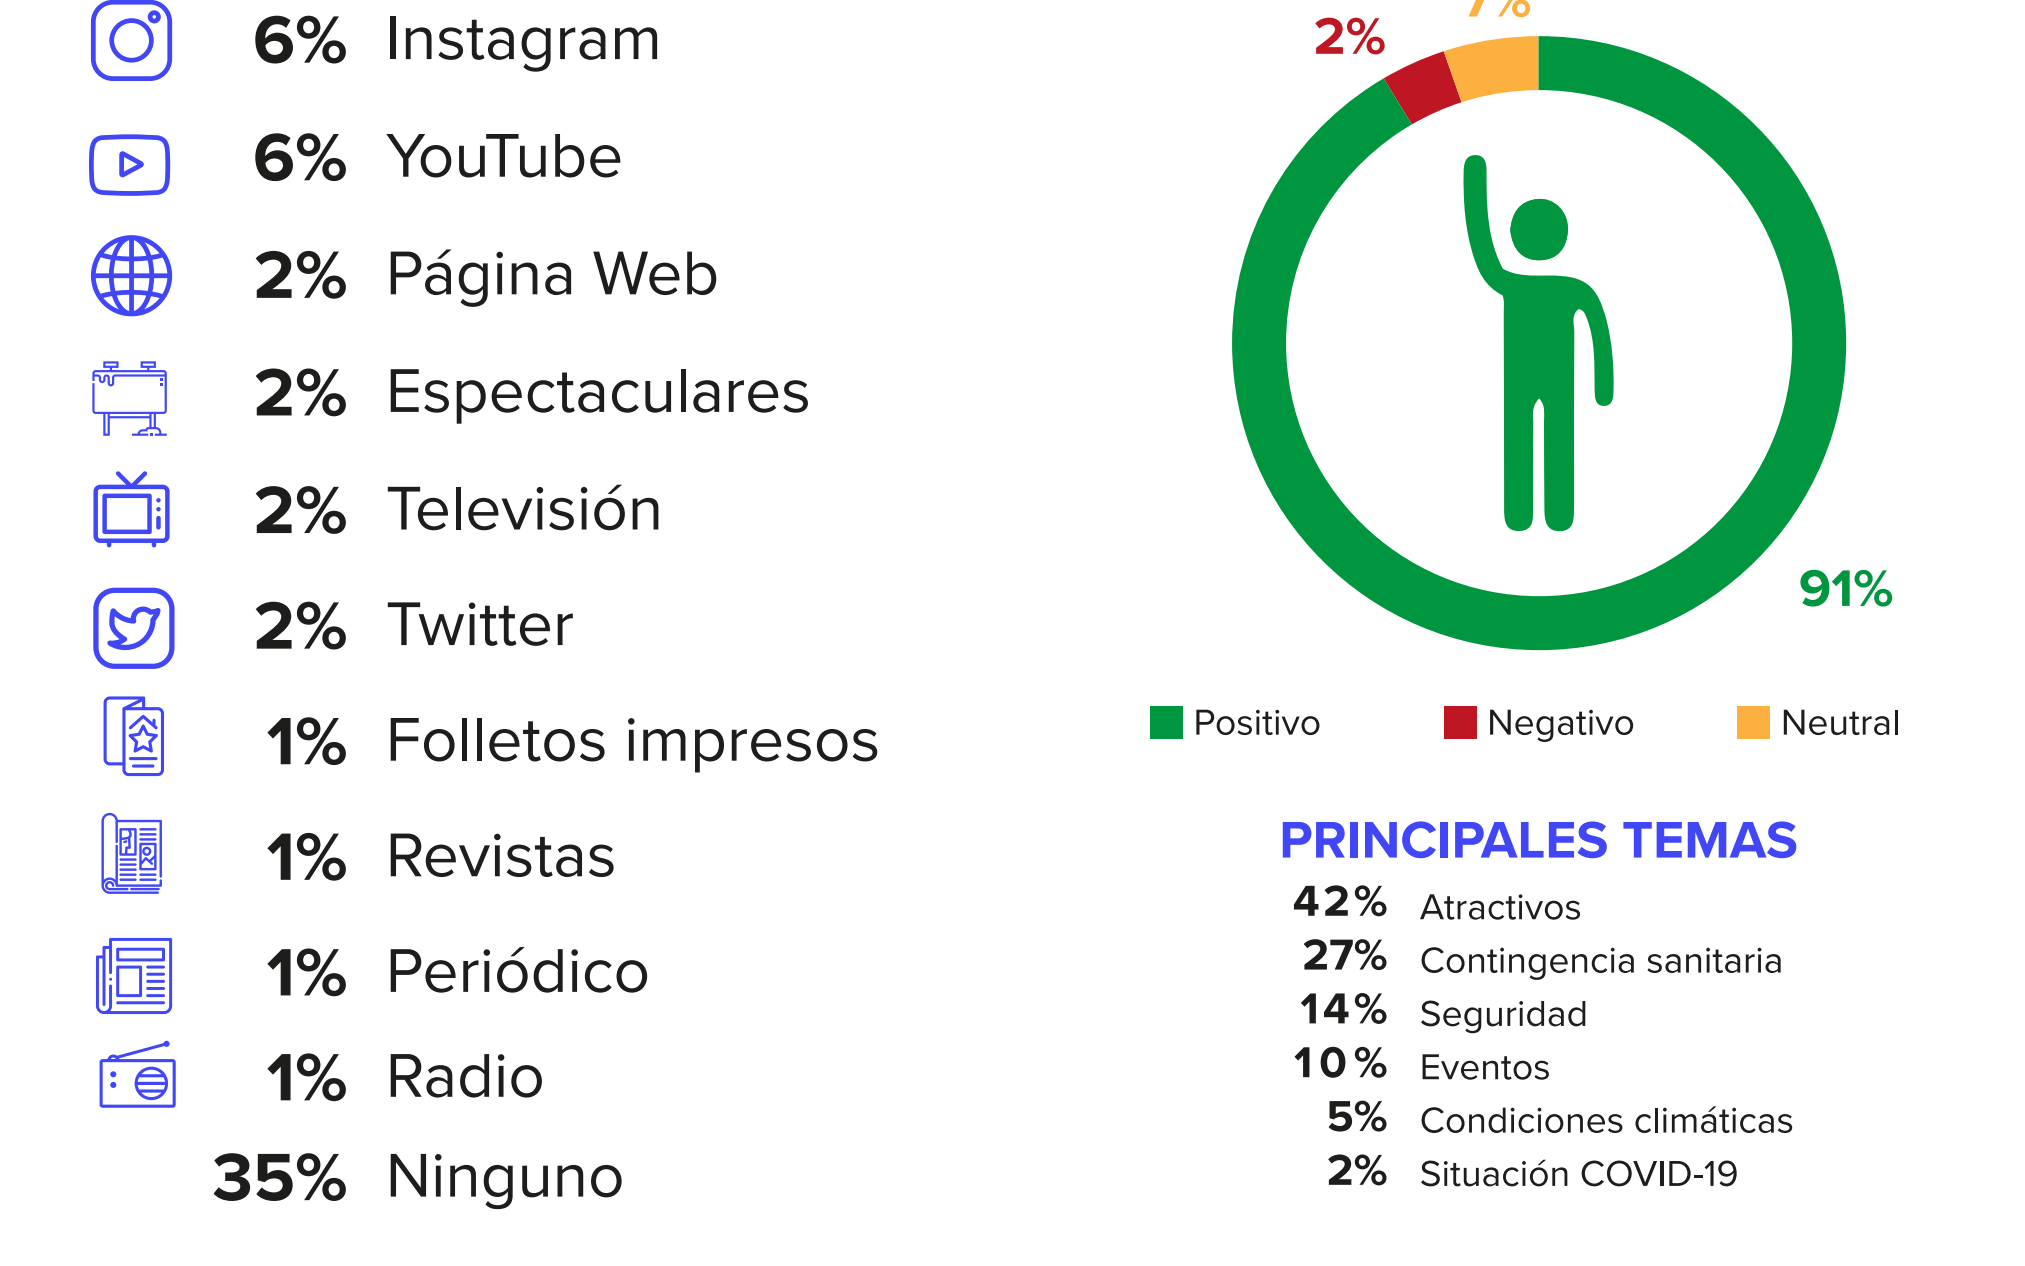 6% Instagram
6% YouTube
2% Página Web
2% Espectaculares
2% Televisión
2% Twitter
1% Folletos impresos
1% Revistas
1% Periódico
1% Radio
35% Ninguno
7%
2%
91%
Positivo Negativo Neutral
PRINCIPALES TEMAS
42% Atractivos
27% Contingencia sanitaria
14% Seguridad
10% Eventos
5% Condiciones climáticas
2% Situación COVID-19